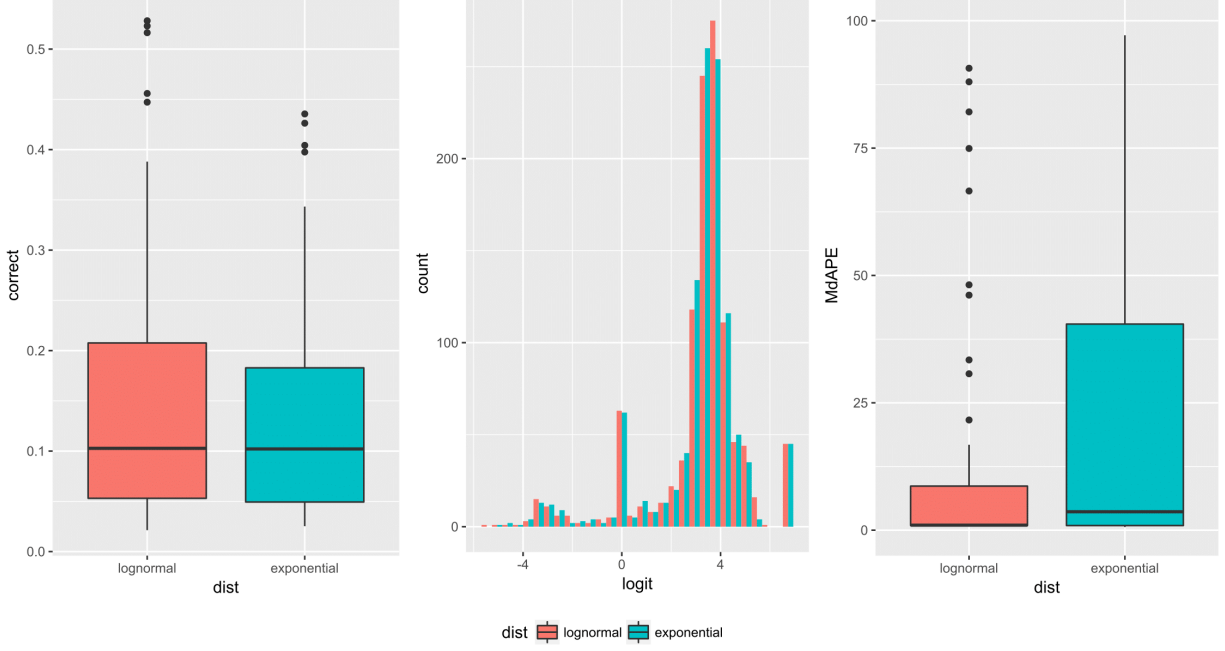 correct
0.5
0.4
0.3
0.2
0.1
0.0
lognormal exponential
dist
count
200
100
0
-4 0 4
logit
MdAPE
100
75
50
25
0
lognormal exponential
dist
dist lognormal exponential